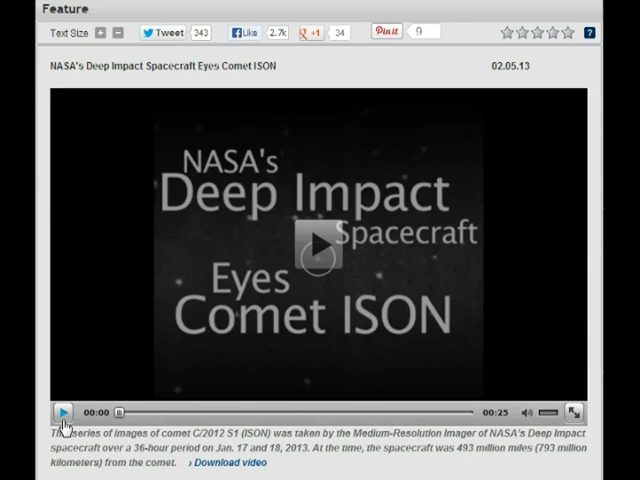 Feature
Text Size + − Tweet 343 Like 2.7k +1 34 Pin it 9 ?
NASA's Deep Impact Spacecraft Eyes Comet ISON 02.05.13
NASA's
Deep Impact
Spacecraft
Eyes
Comet ISON
00:00 00:25
series of images of comet C/2012 S1 (ISON) was taken by the Medium-Resolution Imager of NASA's Deep Impact
spacecraft over a 36-hour period on Jan. 17 and 18, 2013. At the time, the spacecraft was 493 million miles (793 million
kilometers) from the comet. › Download video